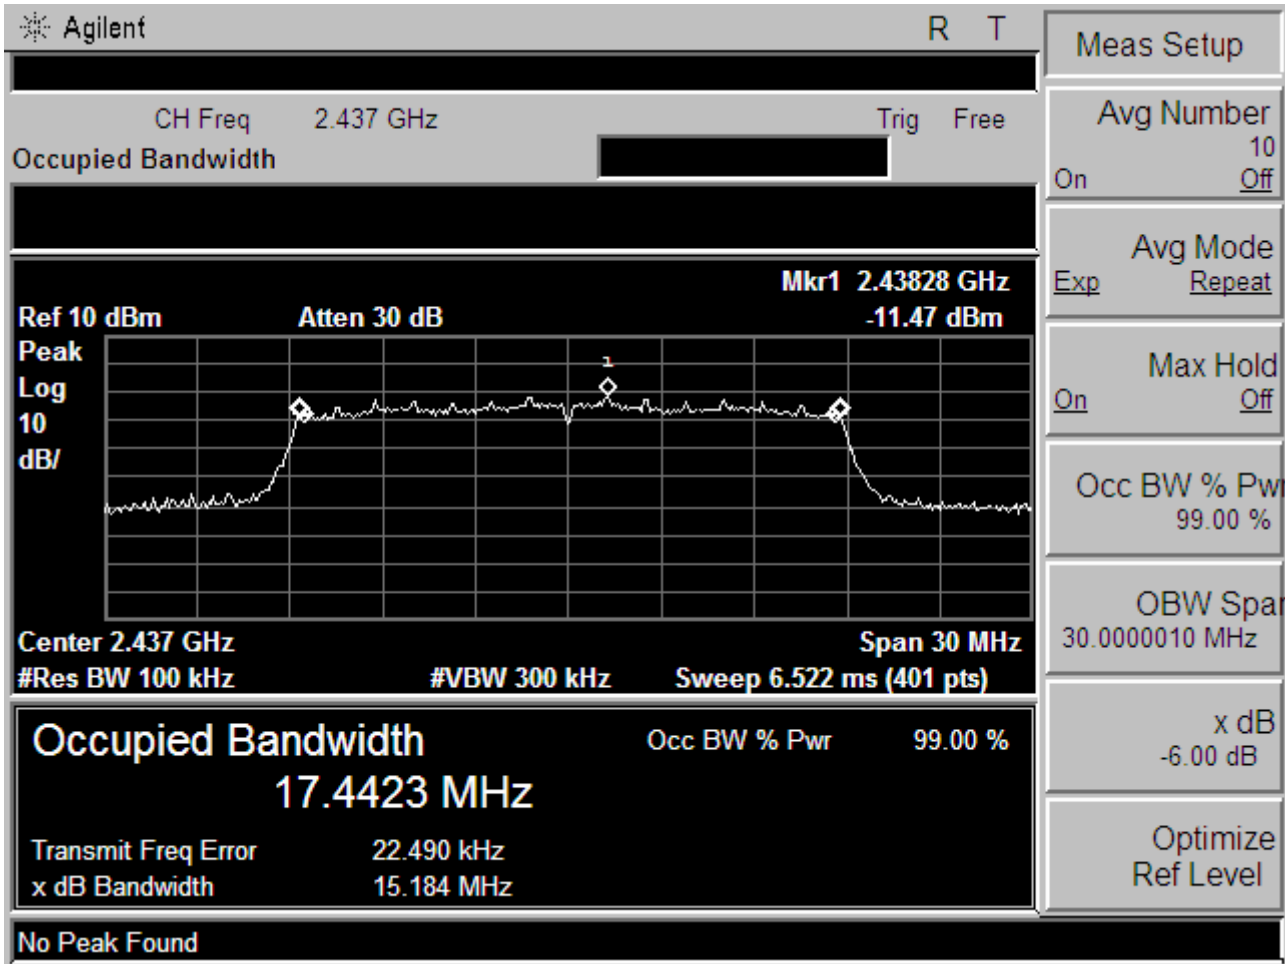 Agilent R T
CH Freq 2.437 GHz Trig Free
Occupied Bandwidth
Mkr1 2.43828 GHz
Ref 10 dBm Atten 30 dB -11.47 dBm
Peak
Log
10
dB/
1
Center 2.437 GHz Span 30 MHz
#Res BW 100 kHz #VBW 300 kHz Sweep 6.522 ms (401 pts)
Occupied Bandwidth Occ BW % Pwr 99.00 %
17.4423 MHz
Transmit Freq Error 22.490 kHz
x dB Bandwidth 15.184 MHz
No Peak Found
Meas Setup
Avg Number
10
On Off
Avg Mode
Exp Repeat
Max Hold
On Off
Occ BW % Pwr
99.00 %
OBW Spar
30.0000010 MHz
x dB
-6.00 dB
Optimize
Ref Level